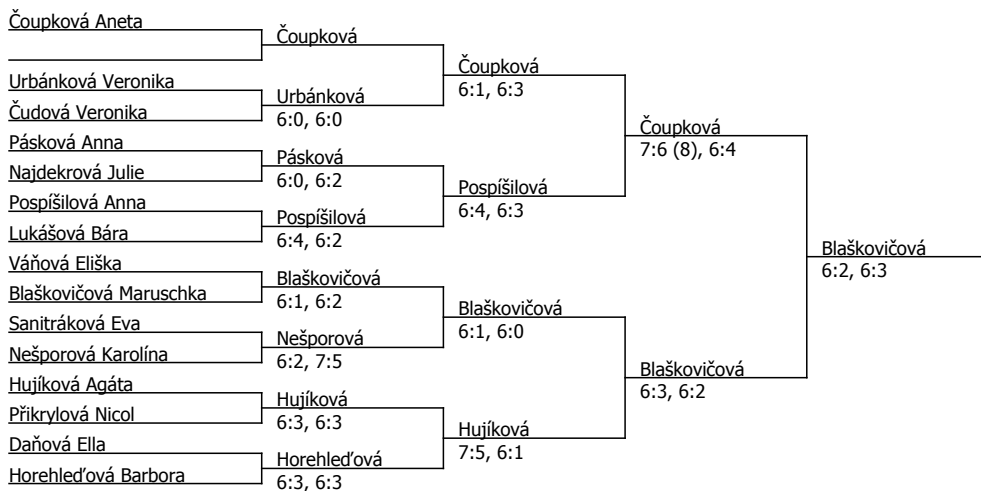 Čoupková Aneta
Urbánková Veronika
Čudová Veronika
Pásková Anna
Najdekrová Julie
Pospíšilová Anna
Lukášová Bára
Váňová Eliška
Blaškovičová Maruschka
Sanitráková Eva
Nešporová Karolína
Hujíková Agáta
Přikrylová Nicol
Daňová Ella
Horehleďová Barbora
Čoupková
Urbánková
6:0, 6:0
Pásková
6:0, 6:2
Pospíšilová
6:4, 6:2
Blaškovičová
6:1, 6:2
Nešporová
6:2, 7:5
Hujíková
6:3, 6:3
Horehleďová
6:3, 6:3
Čoupková
6:1, 6:3
Pospíšilová
6:4, 6:3
Blaškovičová
6:1, 6:0
Hujíková
7:5, 6:1
Čoupková
7:6 (8), 6:4
Blaškovičová
6:3, 6:2
Blaškovičová
6:2, 6:3